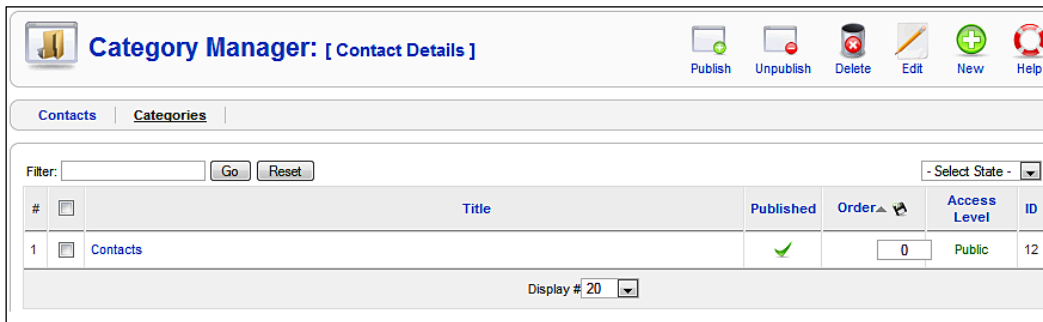 Category Manager: [ Contact Details ]
Publish Unpublish Delete Edit New Help
Contacts Categories
Filter: Go Reset - Select State -
# Title Published Order Access Level ID
1 Contacts 0 Public 12
Display # 20